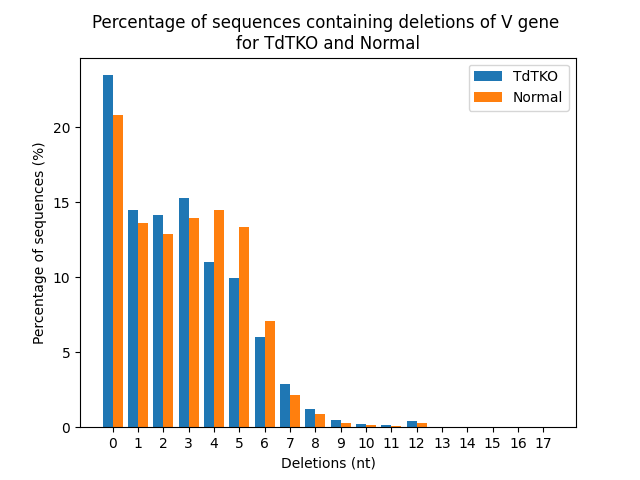 Percentage of sequences containing deletions of V gene
for TdTKO and Normal
TdTKO
Normal
Percentage of sequences (%)
20
15
10
5
0
0 1 2 3 4 5 6 7 8 9 10 11 12 13 14 15 16 17
Deletions (nt)